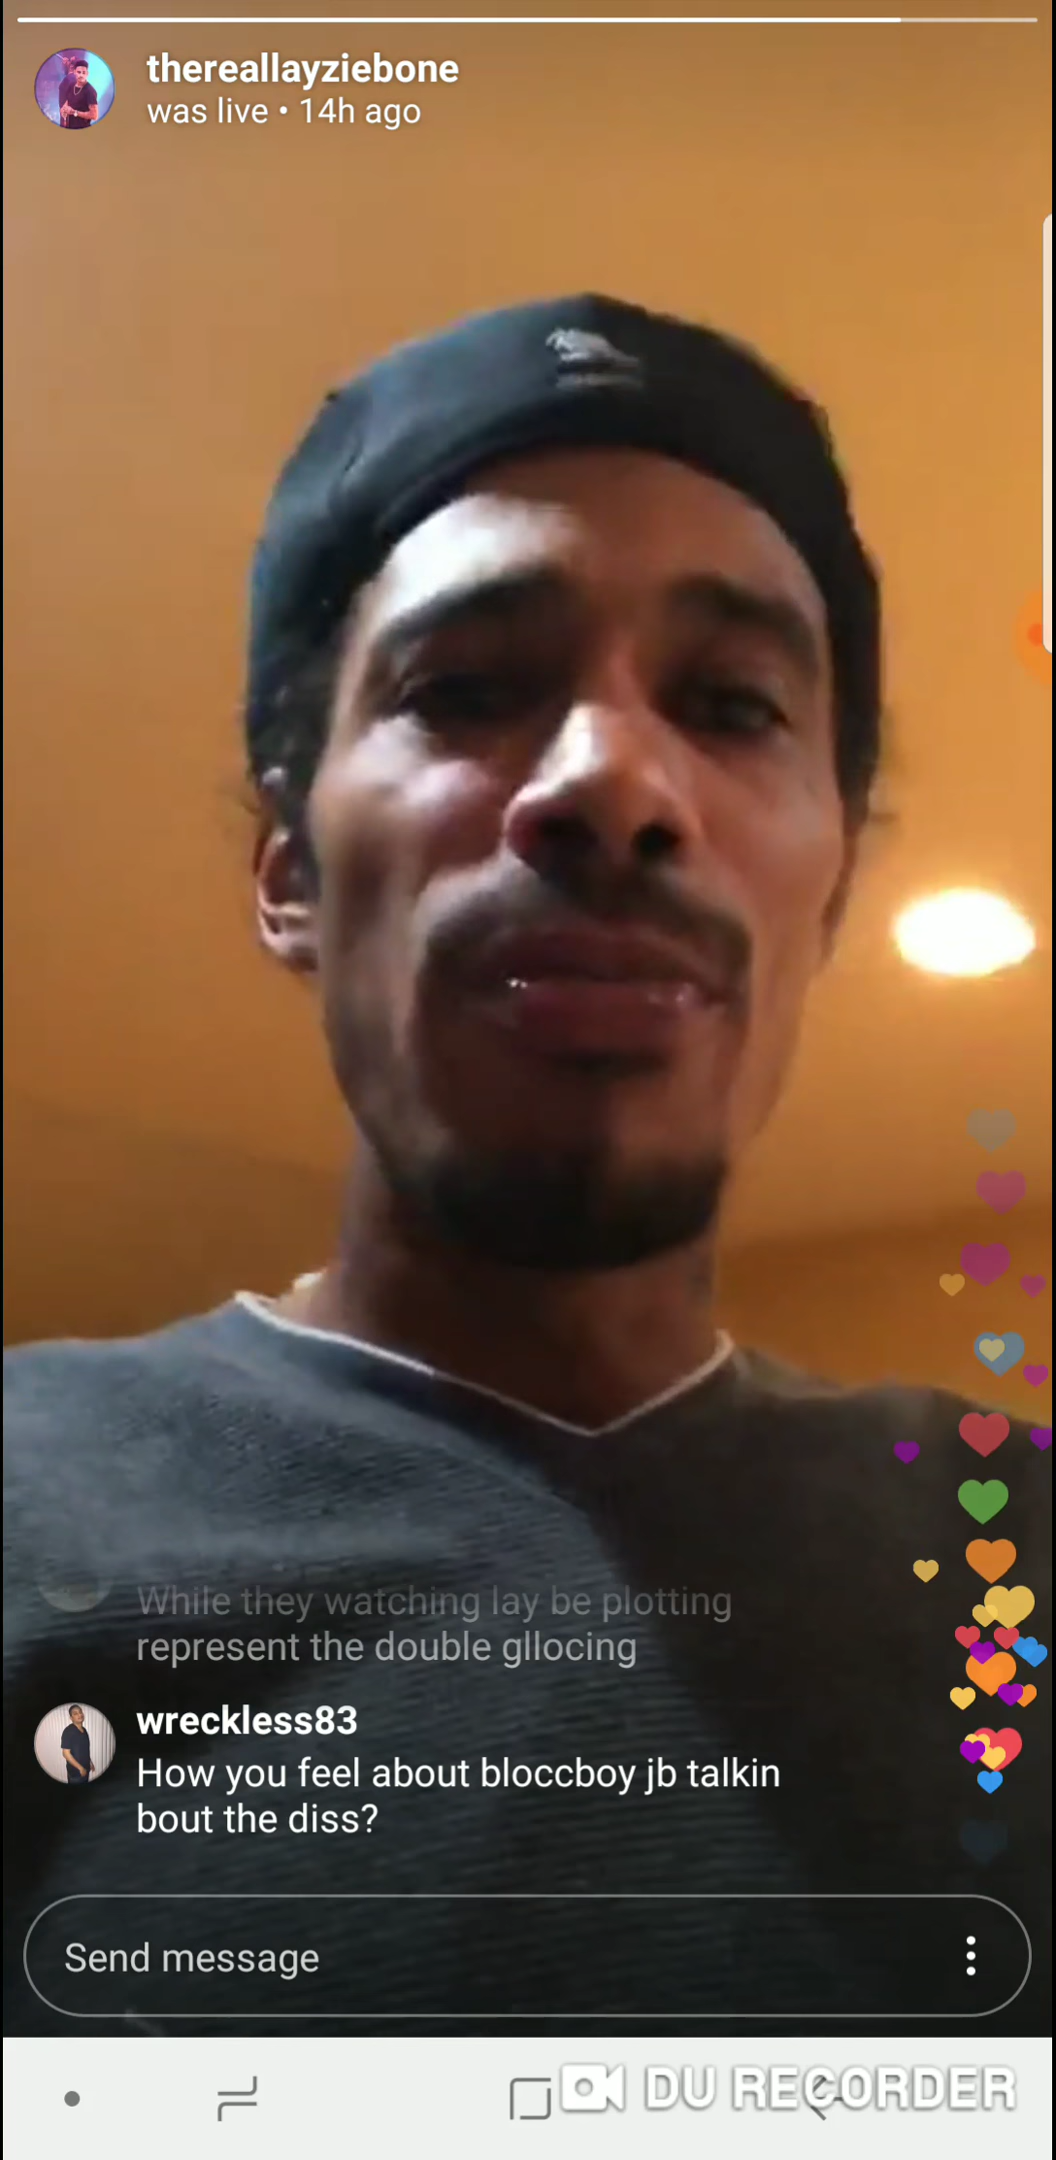 thereallayziebone
was live • 14h ago
While they watching lay be plotting
represent the double gllocing
wreckless83
How you feel about bloccboy jb talkin
bout the diss?
Send message
DU RECORDER